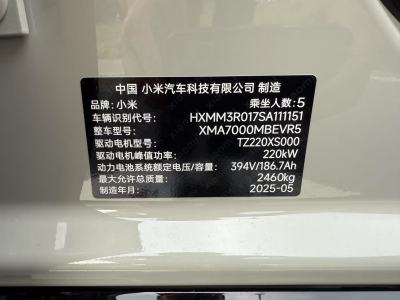 中国 小米汽车科技有限公司 制造
品牌:小米 乘坐人数:5
车辆识别代号: HXMM3R017SA111151
整车型号: XMA7000MBEVR5
驱动电机型号: TZ220XS000
驱动电机峰值功率: 220kW
动力电池系统额定电压/容量: 394V/186.7Ah
最大允许总质量: 2460kg
制造年月: 2025-05